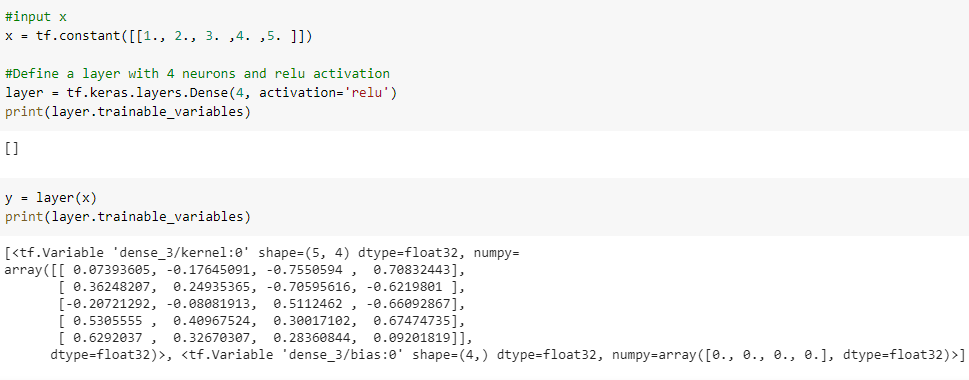 #input x
x = tf.constant([[1., 2., 3. ,4. ,5. ]])
#Define a layer with 4 neurons and relu activation
layer = tf.keras.layers.Dense(4, activation='relu')
print(layer.trainable_variables)
[]
y = layer(x)
print(layer.trainable_variables)
[<tf.Variable 'dense_3/kernel:0' shape=(5, 4) dtype=float32, numpy=
array([[ 0.07393605, -0.17645091, -0.7550594 ,  0.70832443],
       [ 0.36248207,  0.24935365, -0.70595616, -0.6219801 ],
       [-0.20721292, -0.08081913,  0.5112462 , -0.66092867],
       [ 0.5305555 ,  0.40967524,  0.30017102,  0.67474735],
       [ 0.6292037 ,  0.32670307,  0.28360844,  0.09201819]],
      dtype=float32)>, <tf.Variable 'dense_3/bias:0' shape=(4,) dtype=float32, numpy=array([0., 0., 0., 0.], dtype=float32)>]